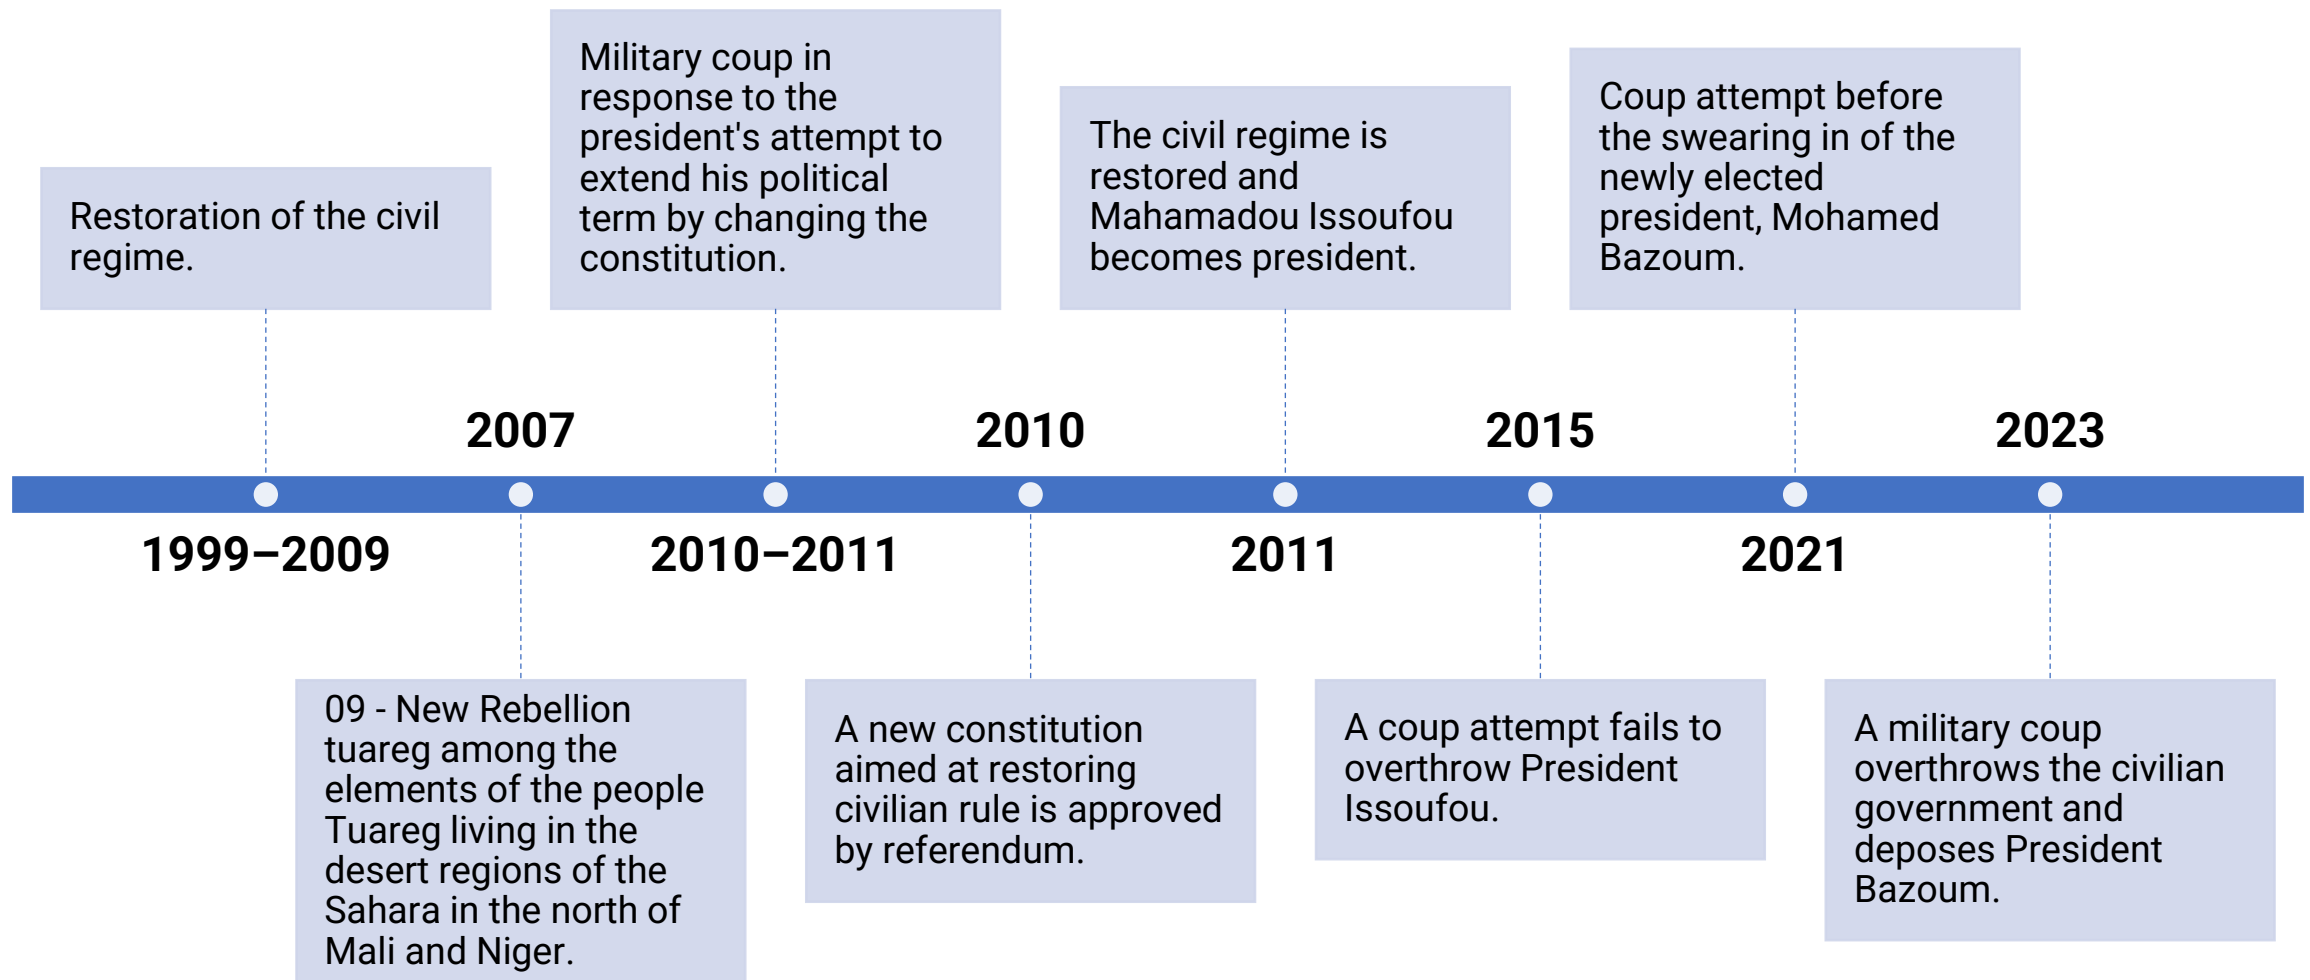 Restoration of the civil
regime.
1999–2009
2007
09 - New Rebellion
tuareg among the
elements of the people
Tuareg living in the
desert regions of the
Sahara in the north of
Mali and Niger.
Military coup in
response to the
president's attempt to
extend his political
term by changing the
constitution.
2010–2011
2010
A new constitution
aimed at restoring
civilian rule is approved
by referendum.
The civil regime is
restored and
Mahamadou Issoufou
becomes president.
2011
2015
A coup attempt fails to
overthrow President
Issoufou.
Coup attempt before
the swearing in of the
newly elected
president, Mohamed
Bazoum.
2021
2023
A military coup
overthrows the civilian
government and
deposes President
Bazoum.